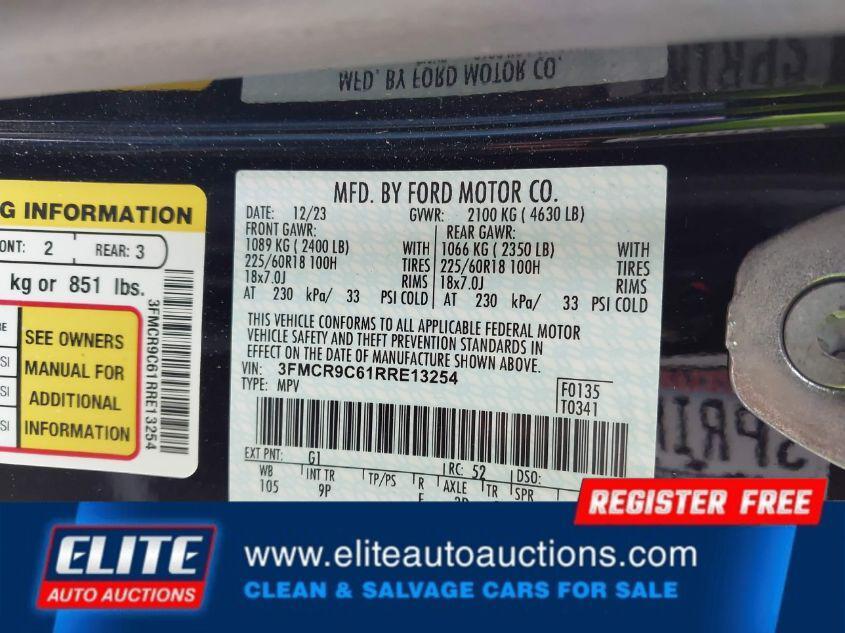 MFD. BY FORD MOTOR CO.
G INFORMATION
ONT: 2 REAR: 3
kg or 851 lbs.
SEE OWNERS
MANUAL FOR
ADDITIONAL
INFORMATION
3FMCR9C61RRE13254
MFD. BY FORD MOTOR CO.
DATE: 12/23 GVWR: 2100 KG ( 4630 LB)
FRONT GAWR: REAR GAWR:
1089 KG ( 2400 LB) WITH 1066 KG ( 2350 LB) WITH
225/60R18 100H TIRES 225/60R18 100H TIRES
18x7.0J RIMS 18x7.0J RIMS
AT 230 kPa/ 33 PSI COLD AT 230 kPa/ 33 PSI COLD
THIS VEHICLE CONFORMS TO ALL APPLICABLE FEDERAL MOTOR
VEHICLE SAFETY AND THEFT PREVENTION STANDARDS IN
EFFECT ON THE DATE OF MANUFACTURE SHOWN ABOVE.
VIN: 3FMCR9C61RRE13254
TYPE: MPV
F0135
T0341
EXT PNT: G1 RC: 52 DSO:
WB INT TR TP/PS R AXLE TR SPR
105 9P
REGISTER FREE
ELITE
AUTO AUCTIONS
www.eliteautoauctions.com
CLEAN & SALVAGE CARS FOR SALE